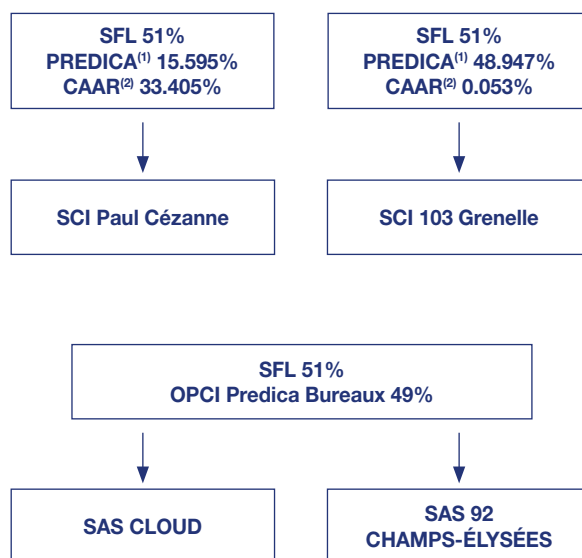 SFL 51%
PREDICA(1) 15.595%
CAAR(2) 33.405%
SCI Paul Cézanne
SFL 51%
PREDICA(1) 48.947%
CAAR(2) 0.053%
SCI 103 Grenelle
SFL 51%
OPCI Predica Bureaux 49%
SAS CLOUD
SAS 92
CHAMPS-ÉLYSÉES